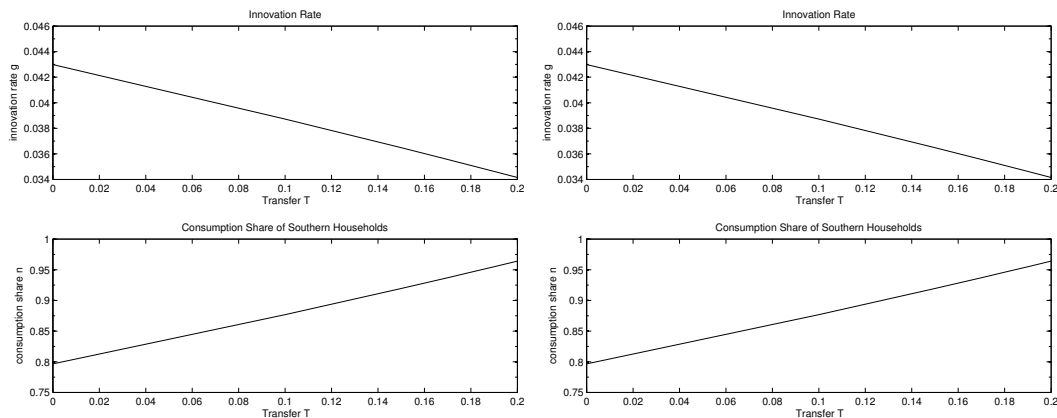 Innovation Rate
0.046
0.044
0.042
0.04
0.038
0.036
0.034
innovation rate g
0 0.02 0.04 0.06 0.08 0.1 0.12 0.14 0.16 0.18 0.2
Transfer T
Consumption Share of Southern Households
1
0.95
0.9
0.85
0.8
0.75
consumption share n
0 0.02 0.04 0.06 0.08 0.1 0.12 0.14 0.16 0.18 0.2
Transfer T
Innovation Rate
0.046
0.044
0.042
0.04
0.038
0.036
0.034
innovation rate g
0 0.02 0.04 0.06 0.08 0.1 0.12 0.14 0.16 0.18 0.2
Transfer T
Consumption Share of Southern Households
1
0.95
0.9
0.85
0.8
0.75
consumption share n
0 0.02 0.04 0.06 0.08 0.1 0.12 0.14 0.16 0.18 0.2
Transfer T